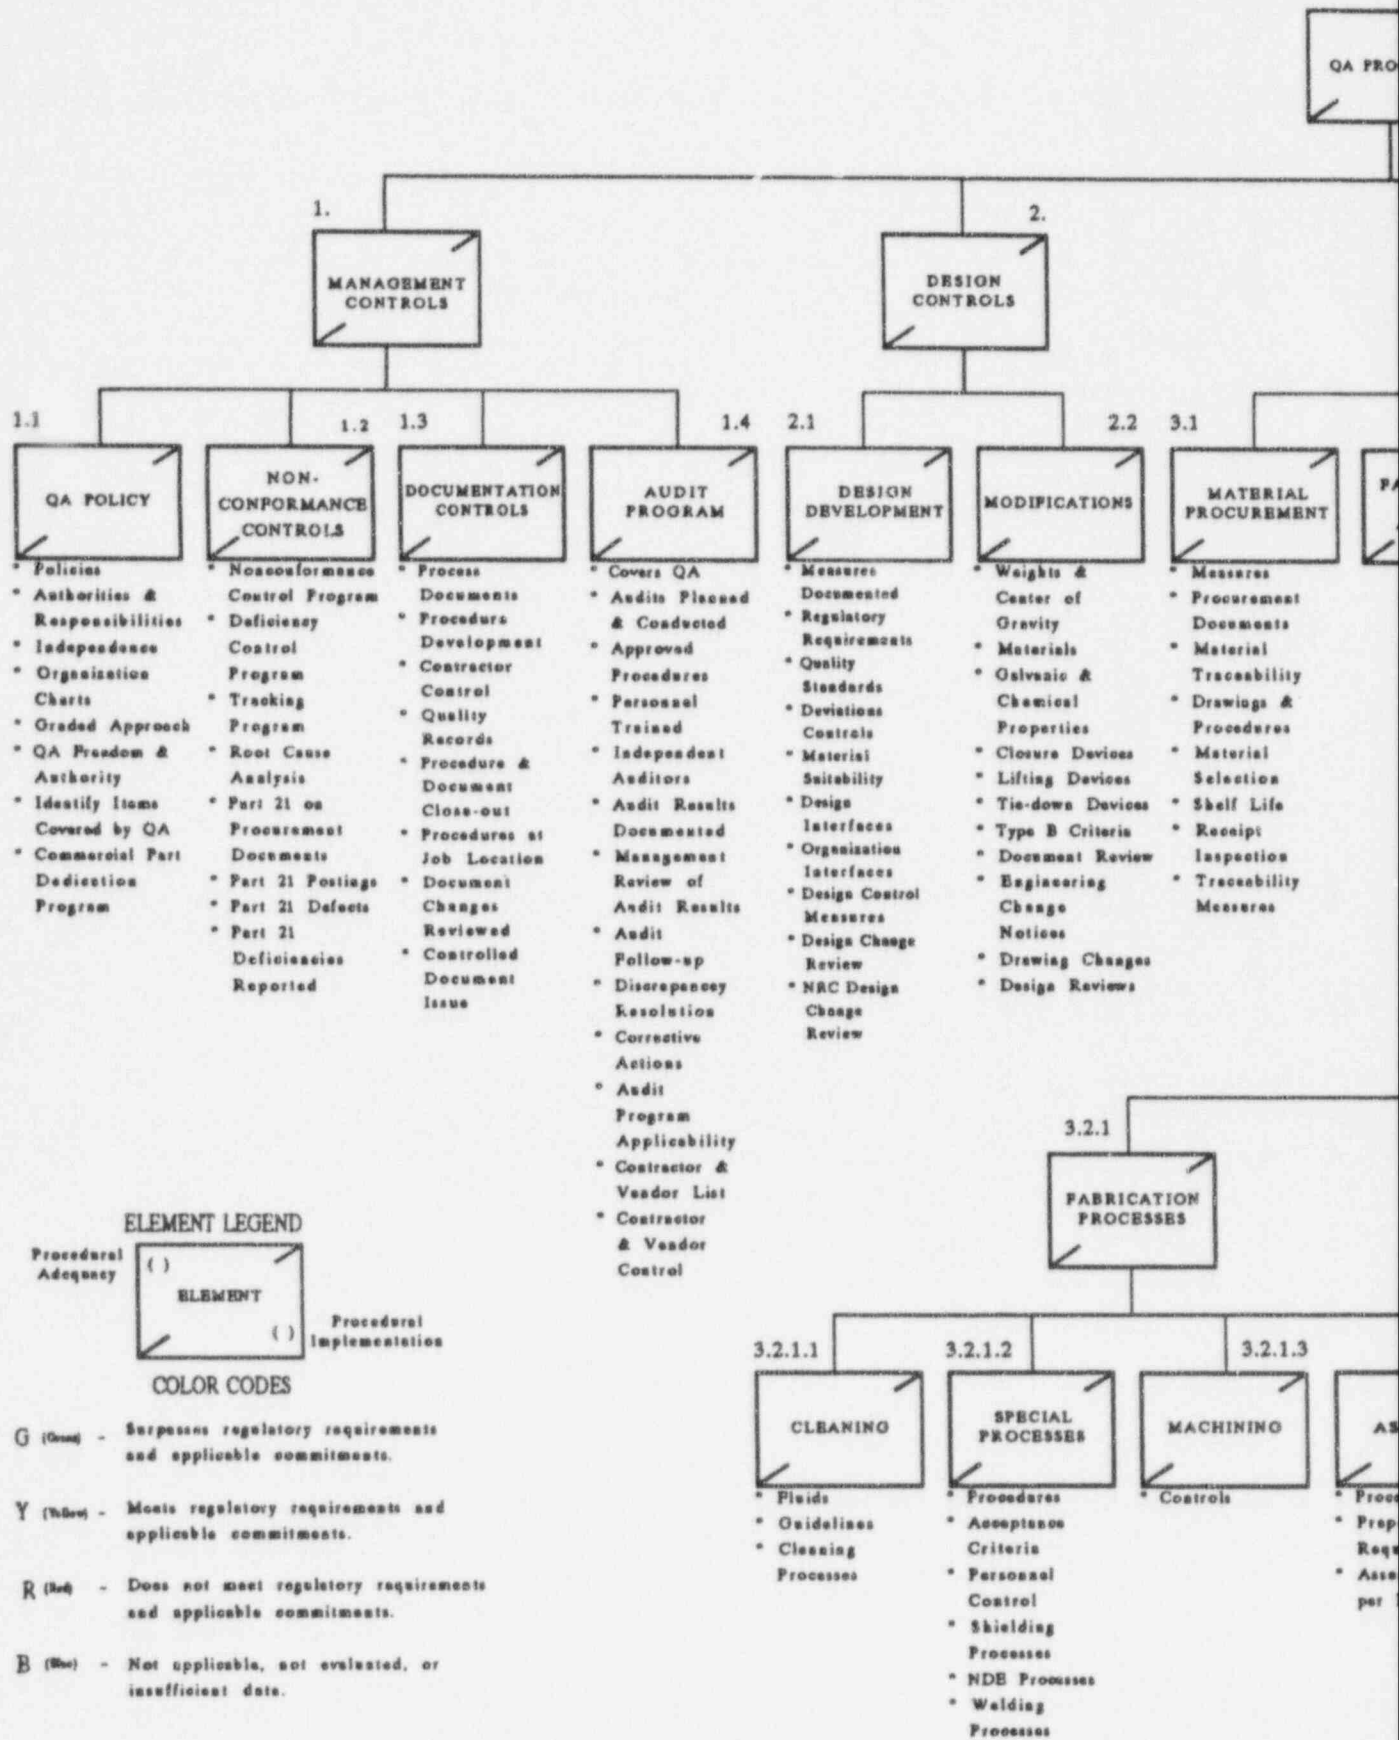 QA PRO
1.
MANAGEMENT
CONTROLS
2.
DESIGN
CONTROLS
1.1
QA POLICY
* Policies
* Authorities &
Responsibilities
* Independence
* Organization
Charts
* Graded Approach
* QA Freedom &
Authority
* Identify Items
Covered by QA
* Commercial Part
Dedication
Program
1.2
NON-
CONFORMANCE
CONTROLS
* Nonconformance
Control Program
* Deficiency
Control
Program
* Tracking
Program
* Root Cause
Analysis
* Part 21 on
Procurement
Documents
* Part 21 Postings
* Part 21 Defects
* Part 21
Deficiencies
Reported
1.3
DOCUMENTATION
CONTROLS
* Process
Documents
* Procedure
Development
* Contractor
Control
* Quality
Records
* Procedure &
Document
Close-out
* Procedures at
Job Location
* Document
Changes
Reviewed
* Controlled
Document
Issue
1.4
AUDIT
PROGRAM
* Covers QA
* Audits Planned
& Conducted
* Approved
Procedures
* Personnel
Trained
* Independent
Auditors
* Audit Results
Documented
* Management
Review of
Audit Results
* Audit
Follow-up
* Discrepancy
Resolution
* Corrective
Actions
* Audit
Program
Applicability
* Contractor &
Vendor List
* Contractor
& Vendor
Control
2.1
DESIGN
DEVELOPMENT
* Measures
Documented
* Regulatory
Requirements
* Quality
Standards
* Deviations
Controls
* Material
Suitability
* Design
Interfaces
* Organization
Interfaces
* Design Control
Measures
* Design Change
Review
* NRC Design
Change
Review
2.2
MODIFICATIONS
* Weights &
Center of
Gravity
* Materials
* Galvanic &
Chemical
Properties
* Closure Devices
* Lifting Devices
* Tie-down Devices
* Type B Criteria
* Document Review
* Engineering
Change
Notices
* Drawing Changes
* Design Reviews
3.1
MATERIAL
PROCUREMENT
* Measures
* Procurement
Documents
* Material
Traceability
* Drawings &
Procedures
* Material
Selection
* Shelf Life
* Receipt
Inspection
* Traceability
Measures
3.2.1
FABRICATION
PROCESSES
3.2.1.1
CLEANING
* Fluids
* Guidelines
* Cleaning
Processes
3.2.1.2
SPECIAL
PROCESSES
* Procedures
* Acceptance
Criteria
* Personnel
Control
* Shielding
Processes
* NDE Processes
* Welding
Processes
3.2.1.3
MACHINING
* Controls
AS
* Proc
* Prep
Requ
* Asse
per
ELEMENT LEGEND
Procedural
Adequacy
( )
ELEMENT
( )
Procedural
Implementation
COLOR CODES
G (Green) - Surpasses regulatory requirements
and applicable commitments.
Y (Yellow) - Meets regulatory requirements and
applicable commitments.
R (Red) - Does not meet regulatory requirements
and applicable commitments.
B (Blue) - Not applicable, not evaluated, or
insufficient data.